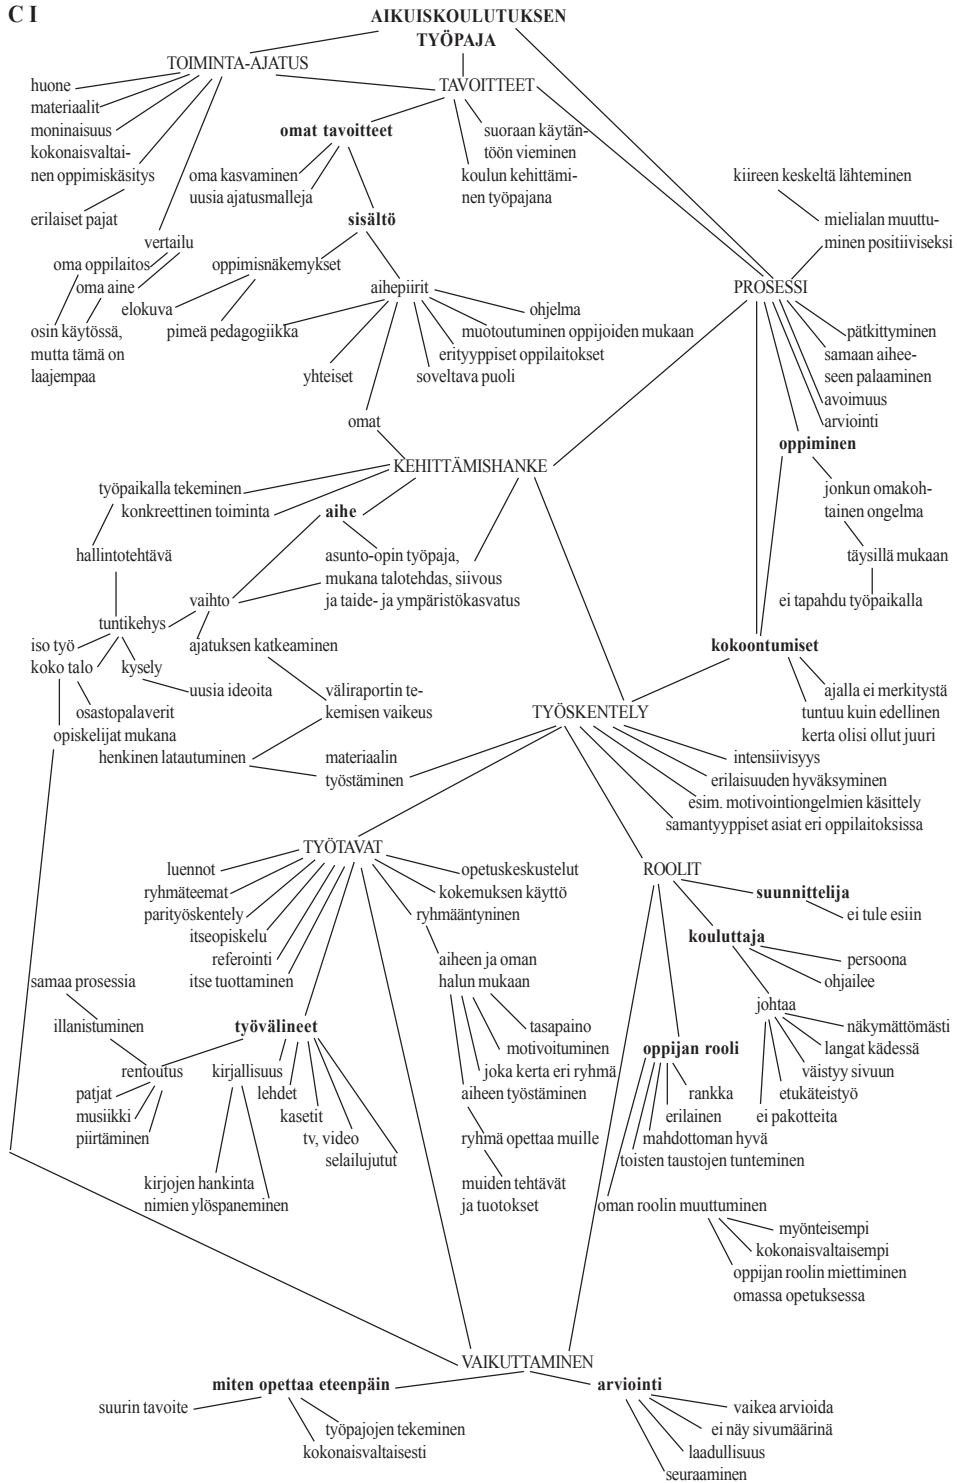 C I
AIKUISKOULUTUKSEN
TYÖPAJA
TOIMINTA-AJATUS
TAVOITTEET
huone
materiaalit
moninaisuus
kokonaisvaltai-
nen oppimiskäsitys
erilaiset pajat
vertailu
oma oppilaitos
oma aine
osin käytössä,
mutta tämä on
laajempaa
omat tavoitteet
oma kasvaminen
uusia ajatusmalleja
suoraan käytän-
töön vieminen
koulun kehittämi-
nen työpajana
sisältö
oppimisnäkemykset
elokuva
pimeä pedagogiikka
aihepiirit
ohjelma
muotoutuminen oppijoiden mukaan
erityyppiset oppilaitokset
soveltava puoli
yhteiset
omat
kiireen keskeltä lähteminen
mielialan muuttu-
minen positiiviseksi
PROSESSI
pätkittyminen
samaan aihee-
seen palaaminen
avoimuus
arviointi
oppiminen
jonkun omakoh-
tainen ongelma
täysillä mukaan
ei tapahdu työpaikalla
KEHITTÄMISHANKE
työpaikalla tekeminen
konkreettinen toiminta
aihe
hallintotehtävä
asunto-opin työpaja,
mukana talotehdas, siivous
ja taide- ja ympäristökasvatus
vaihto
tuntikehys
iso työ
koko talo
kysely
ajatuksen katkeaminen
uusia ideoita
osastopalaverit
opiskelijat mukana
henkinen latautuminen
väliraportin te-
kemisen vaikeus
materiaalin
työstäminen
kokoontumiset
ajalla ei merkitystä
tuntuu kuin edellinen
kerta olisi ollut juuri
TYÖSKENTELY
intensiivisyys
erilaisuuden hyväksyminen
esim. motivointiongelmien käsittely
samantyyppiset asiat eri oppilaitoksissa
TYÖTAVAT
luennot
ryhmäteemat
parityöskentely
itseopiskelu
referointi
itse tuottaminen
opetuskeskustelut
kokemuksen käyttö
ryhmääntyninen
aiheen ja oman
halun mukaan
tasapaino
motivoituminen
joka kerta eri ryhmä
aiheen työstäminen
ryhmä opettaa muille
muiden tehtävät
ja tuotokset
samaa prosessia
illanistuminen
työvälineet
rentoutus
patjat
musiikki
piirtäminen
kirjallisuus
lehdet
kasetit
tv, video
selailujutut
kirjojen hankinta
nimien ylöspaneminen
ROOLIT
suunnittelija
ei tule esiin
kouluttaja
persoona
ohjailee
johtaa
näkymättömästi
langat kädessä
väistyy sivuun
etukäteistyö
ei pakotteita
oppijan rooli
rankka
erilainen
mahdottoman hyvä
toisten taustojen tunteminen
oman roolin muuttuminen
myönteisempi
kokonaisvaltaisempi
oppijan roolin miettiminen
omassa opetuksessa
VAIKUTTAMINEN
miten opettaa eteenpäin
suurin tavoite
työpajojen tekeminen
kokonaisvaltaisesti
arviointi
vaikea arvioida
ei näy sivumäärinä
laadullisuus
seuraaminen